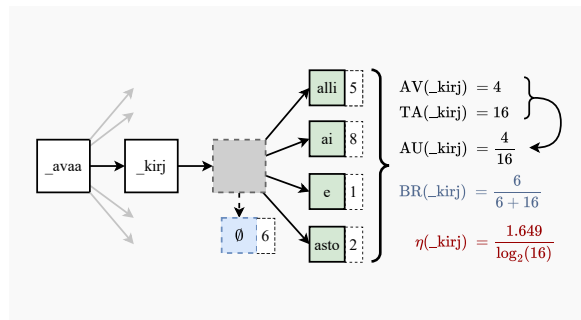 alli 5
AV(_kirj) = 4
TA(_kirj) = 16
ai 8
AU(_kirj) = 4/16
_avaa _kirj
e 1
BR(_kirj) = 6/(6 + 16)
∅ 6
asto 2
η(_kirj) = 1.649/log₂(16)